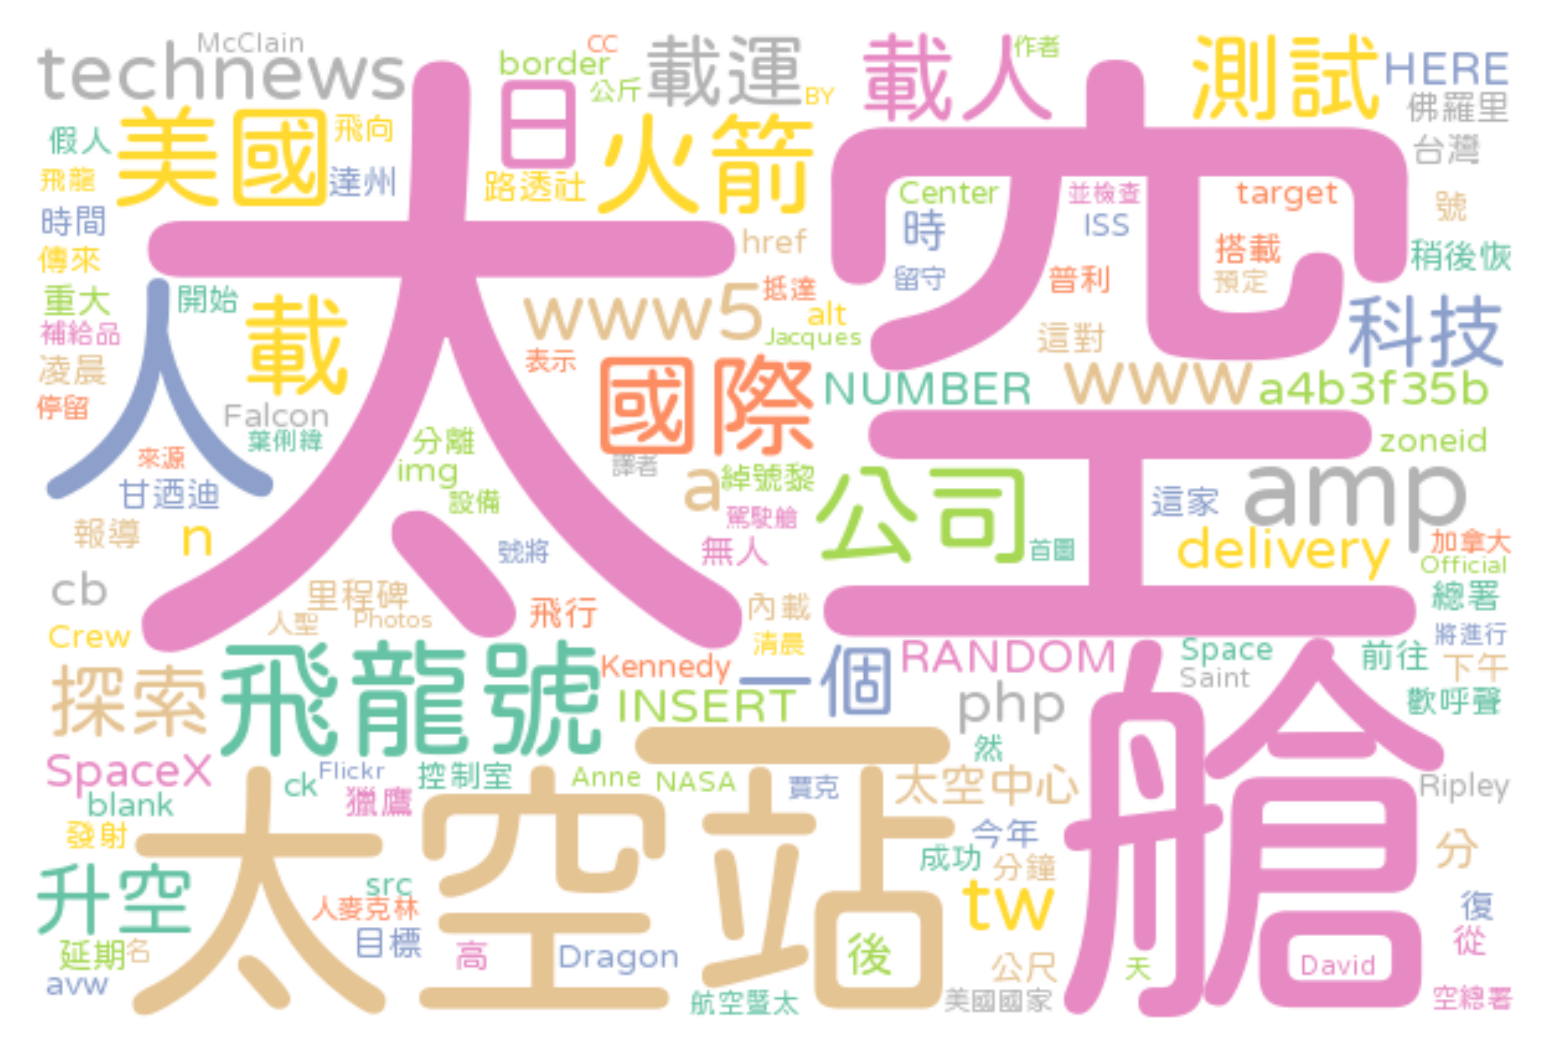 technews
McClain
border
CC
公斤
載運
BY
載人
作者
測試
HERE
佛羅里
假人
美國
飛向
日
火箭
台灣
飛龍
達州
路透社
太空艙
Center
並檢查
target
號
時間
時
ISS
搭載
稍後恢
傳來
href
留守
普利
預定
重大
開始
載
www5
抵達
alt
科技
補給品
人
Jacques
這對
凌晨
表示
國際
NUMBER
www
a4b3f35b
停留
Falcon
葉俐緯
分離
zoneid
來源
img
譯者
a
綽號黎
公司
amp
甘迺迪
設備
駕駛艙
這家
報導
n
號將
無人
首圖
delivery
加拿大
Official
cb
里程碑
飛行
內載
總署
Crew
人聖
Photos
清晨
將進行
探索
飛龍號
Kennedy
一個
RANDOM
Space
前往
下午
INSERT
php
Saint
歡呼聲
SpaceX
ck
Flickr
控制室
Anne
NASA
賈克
然
太空中心
Ripley
blank
獵鷹
發射
太空站
今年
分
升空
src
成功
分鐘
人麥克林
tw
復
延期
名
目標
高
Dragon
後
公尺
天
David
從
avw
航空暨太
美國國家
空總署